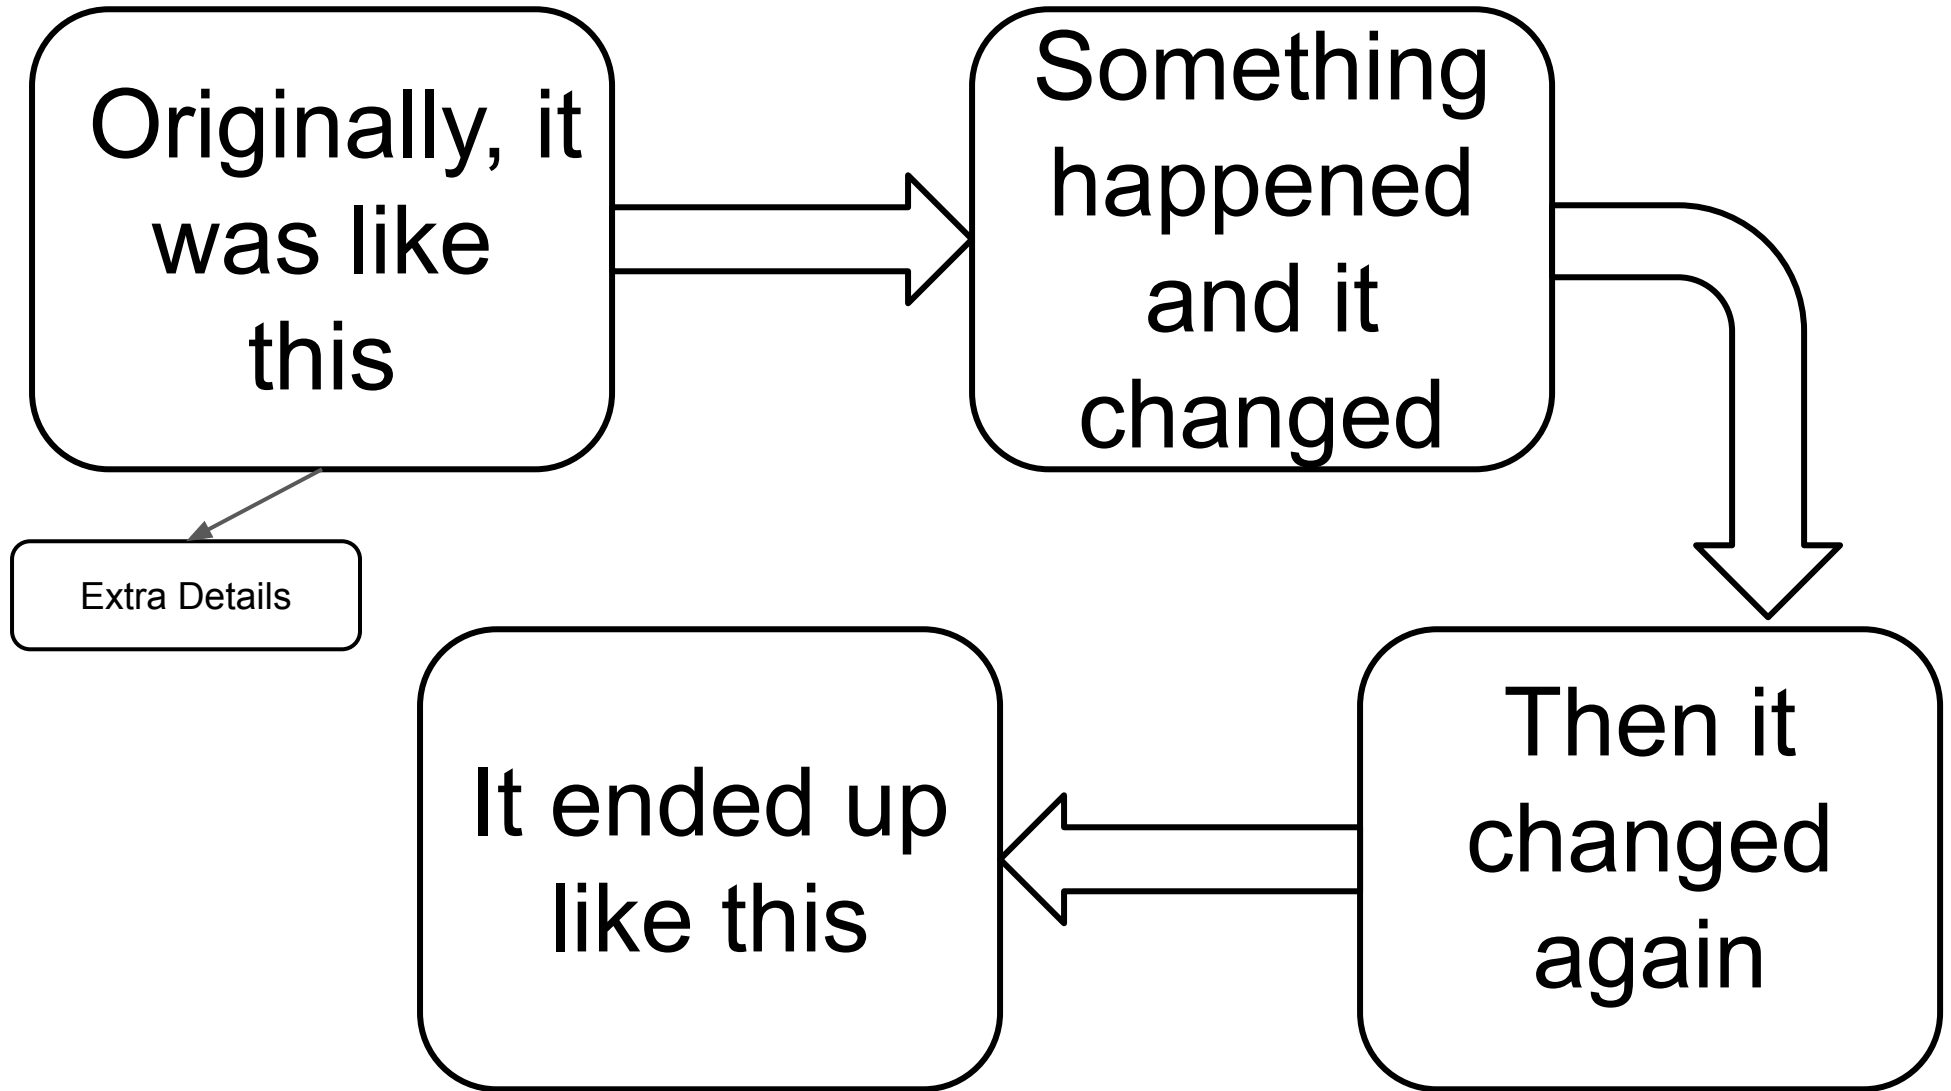 Originally, it
was like
this
Something
happened
and it
changed
Extra Details
Then it
changed
again
It ended up
like this